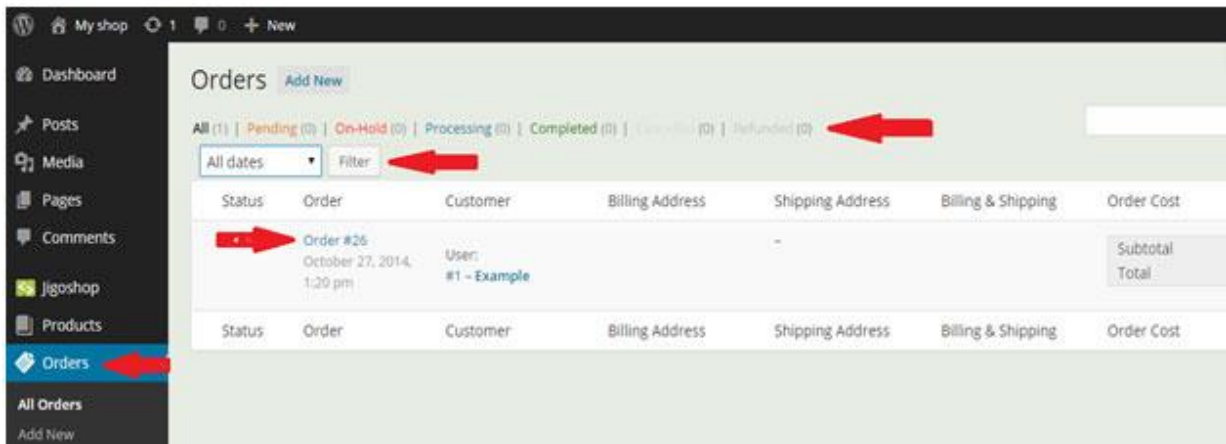 My shop 1 0 + New
Dashboard
Posts
Media
Pages
Comments
Jigoshop
Products
Orders
All Orders
Add New
Orders Add New
All (1) | Pending (0) | On-Hold (0) | Processing (0) | Completed (0) | (0) | Refunded (0)
All dates Filter
Status Order Customer Billing Address Shipping Address Billing & Shipping Order Cost
Order #26
October 27, 2014,
1:20 pm
User:
#1 – Example
–
Subtotal
Total
Status Order Customer Billing Address Shipping Address Billing & Shipping Order Cost